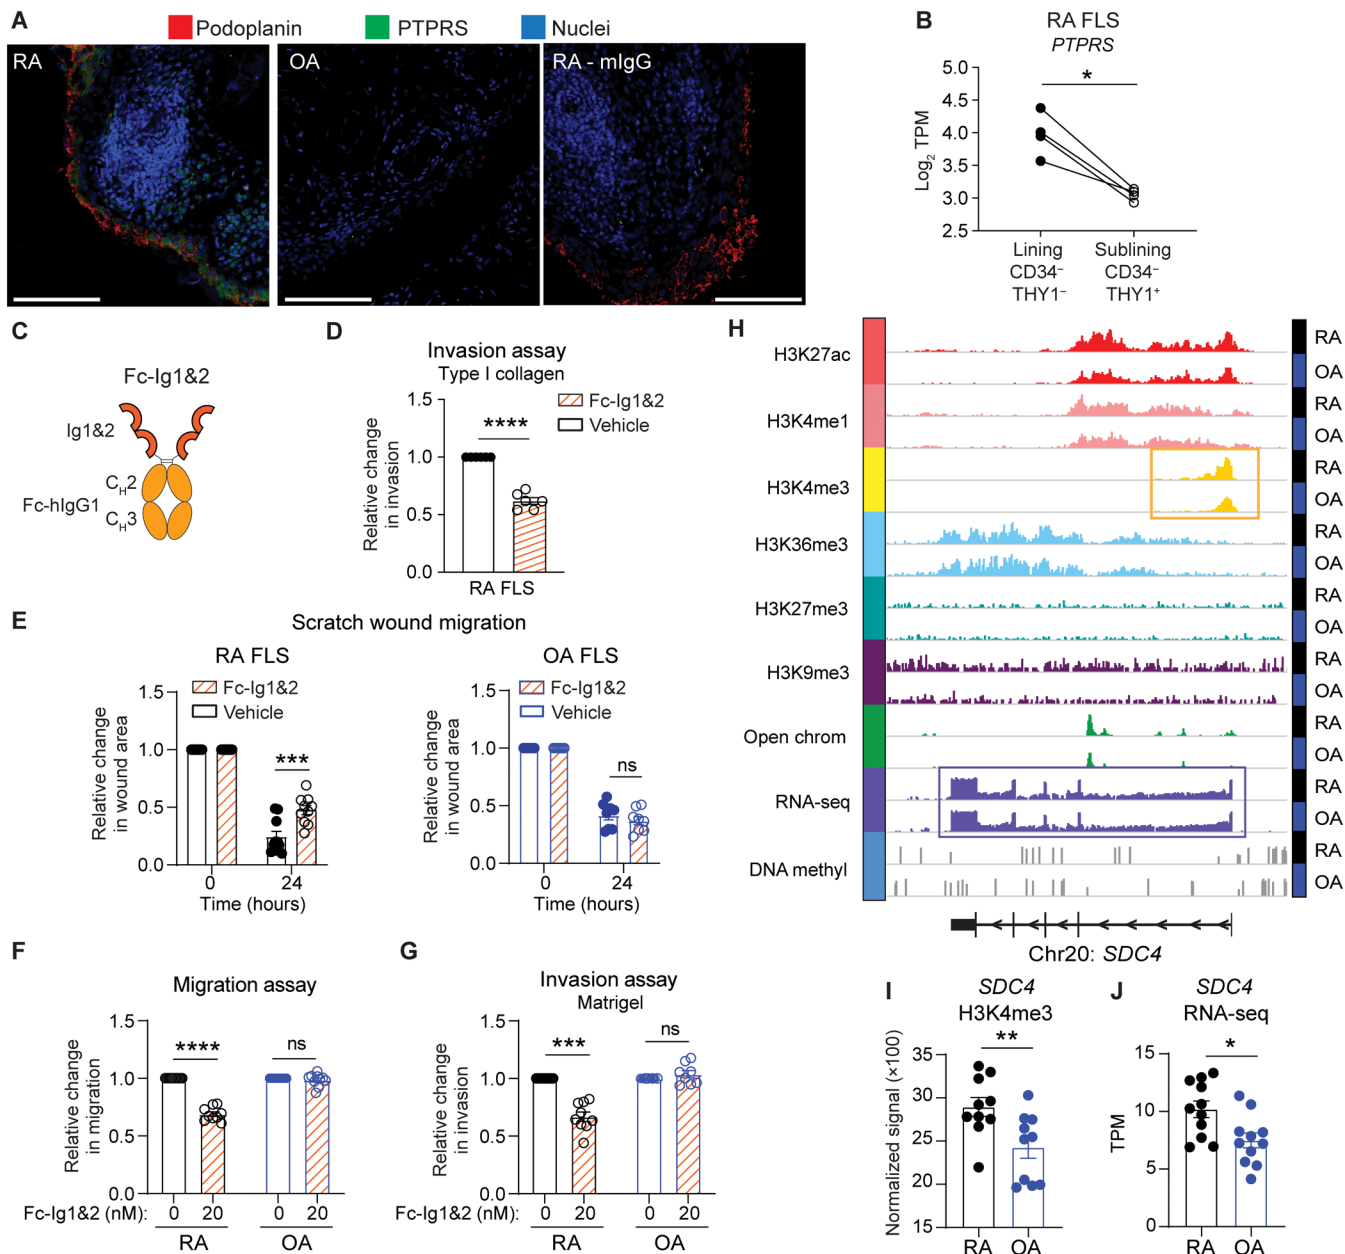 A
Podoplanin
PTPRS
Nuclei
RA
OA
RA - mIgG
B
RA FLS
PTPRS
*
5.0
4.5
4.0
3.5
3.0
2.5
Log2 TPM
Lining
CD34–
THY1–
Sublining
CD34–
THY1+
C
Fc-Ig1&2
Ig1&2
CH2
Fc-hIgG1
CH3
D
Invasion assay
Type I collagen
Fc-Ig1&2
Vehicle
****
1.5
1.0
0.5
0.0
Relative change
in invasion
RA FLS
E
Scratch wound migration
RA FLS
Fc-Ig1&2
Vehicle
***
1.5
1.0
0.5
0.0
Relative change
in wound area
0
24
Time (hours)
OA FLS
Fc-Ig1&2
Vehicle
ns
1.5
1.0
0.5
0.0
Relative change
in wound area
0
24
Time (hours)
F
Migration assay
****
ns
1.5
1.0
0.5
0.0
Relative change
in migration
Fc-Ig1&2 (nM):
0
20
0
20
RA
OA
G
Invasion assay
Matrigel
***
ns
1.5
1.0
0.5
0.0
Relative change
in invasion
Fc-Ig1&2 (nM):
0
20
0
20
RA
OA
H
H3K27ac
RA
OA
H3K4me1
RA
OA
H3K4me3
RA
OA
H3K36me3
RA
OA
H3K27me3
RA
OA
H3K9me3
RA
OA
Open chrom
RA
OA
RNA-seq
RA
OA
DNA methyl
RA
OA
Chr20: SDC4
I
SDC4
H3K4me3
**
35
30
25
20
15
Normalized signal (×100)
RA
OA
J
SDC4
RNA-seq
*
15
10
5
0
TPM
RA
OA